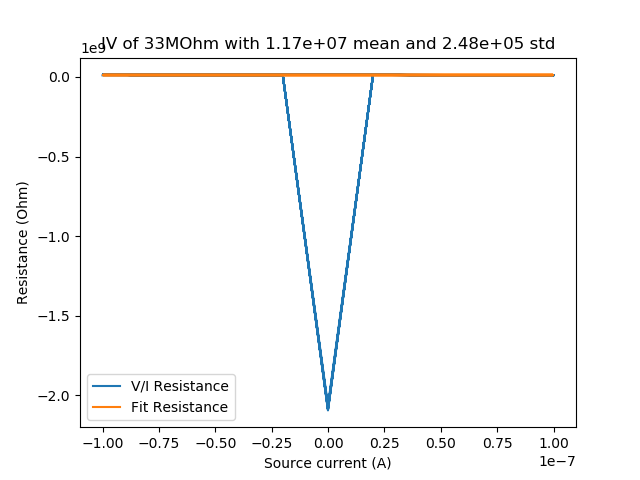 IV of 33MOhm with 1.17e+07 mean and 2.48e+05 std
1e9
0.0
−0.5
−1.0
−1.5
−2.0
Resistance (Ohm)
V/I Resistance
Fit Resistance
−1.00 −0.75 −0.50 −0.25 0.00 0.25 0.50 0.75 1.00
Source current (A)
1e−7